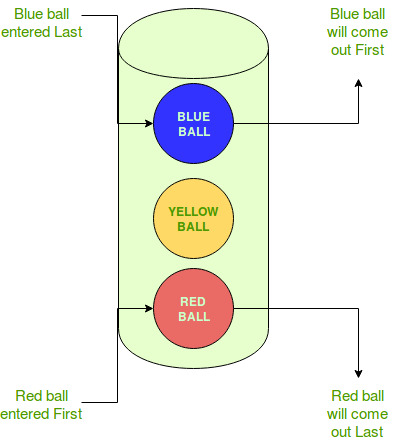 Blue ball
entered Last
Blue ball
will come
out First
BLUE
BALL
YELLOW
BALL
RED
BALL
Red ball
entered First
Red ball
will come
out Last